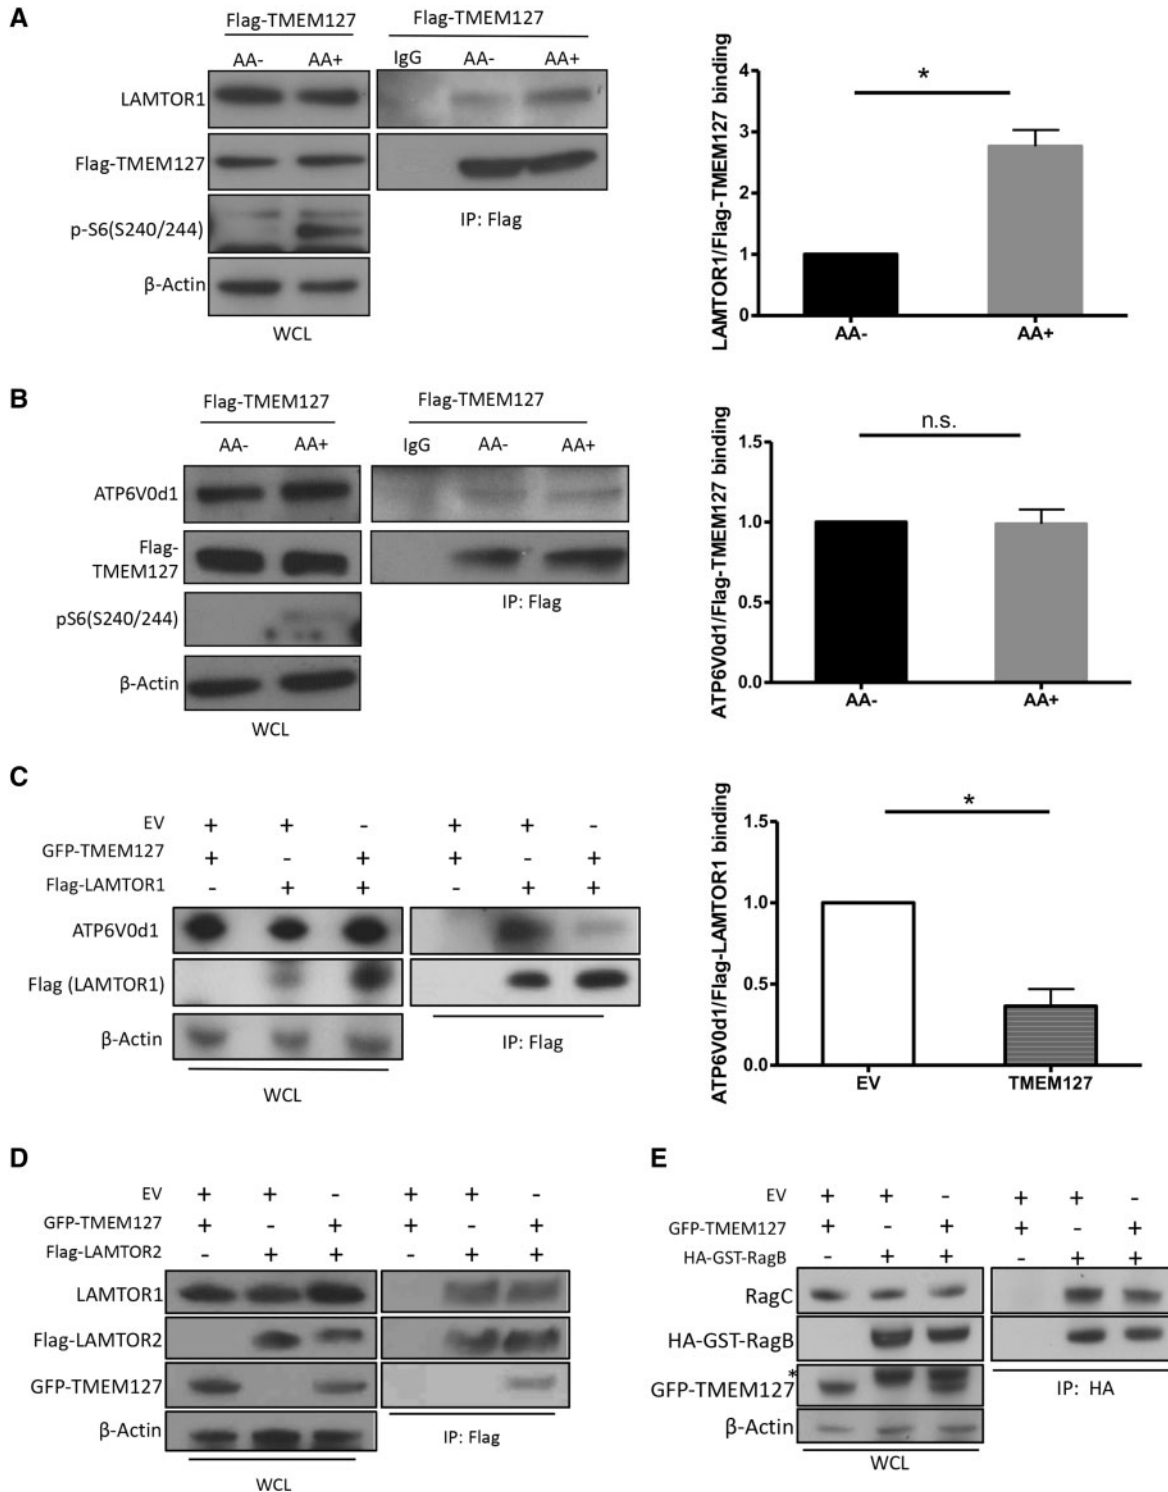 A
Flag-TMEM127
Flag-TMEM127
AA-
AA+
IgG
AA-
AA+
LAMTOR1
Flag-TMEM127
p-S6(S240/244)
β-Actin
WCL
IP: Flag
LAMTOR1/Flag-TMEM127 binding
4
3
2
1
0
*
AA-
AA+
B
Flag-TMEM127
Flag-TMEM127
AA-
AA+
IgG
AA-
AA+
ATP6V0d1
Flag-
TMEM127
pS6(S240/244)
β-Actin
WCL
IP: Flag
ATP6V0d1/Flag-TMEM127 binding
1.5
1.0
0.5
0.0
n.s.
AA-
AA+
C
EV + + - + + -
GFP-TMEM127 + - + + - +
Flag-LAMTOR1 - + + - + +
ATP6V0d1
Flag (LAMTOR1)
β-Actin
WCL
IP: Flag
ATP6V0d1/Flag-LAMTOR1 binding
1.5
1.0
0.5
0.0
*
EV
TMEM127
D
EV + + - + + -
GFP-TMEM127 + - + + - +
Flag-LAMTOR2 - + + - + +
LAMTOR1
Flag-LAMTOR2
GFP-TMEM127
β-Actin
WCL
IP: Flag
E
EV + + - + + -
GFP-TMEM127 + - + + - +
HA-GST-RagB - + + - + +
RagC
HA-GST-RagB
*
GFP-TMEM127
β-Actin
WCL
IP: HA